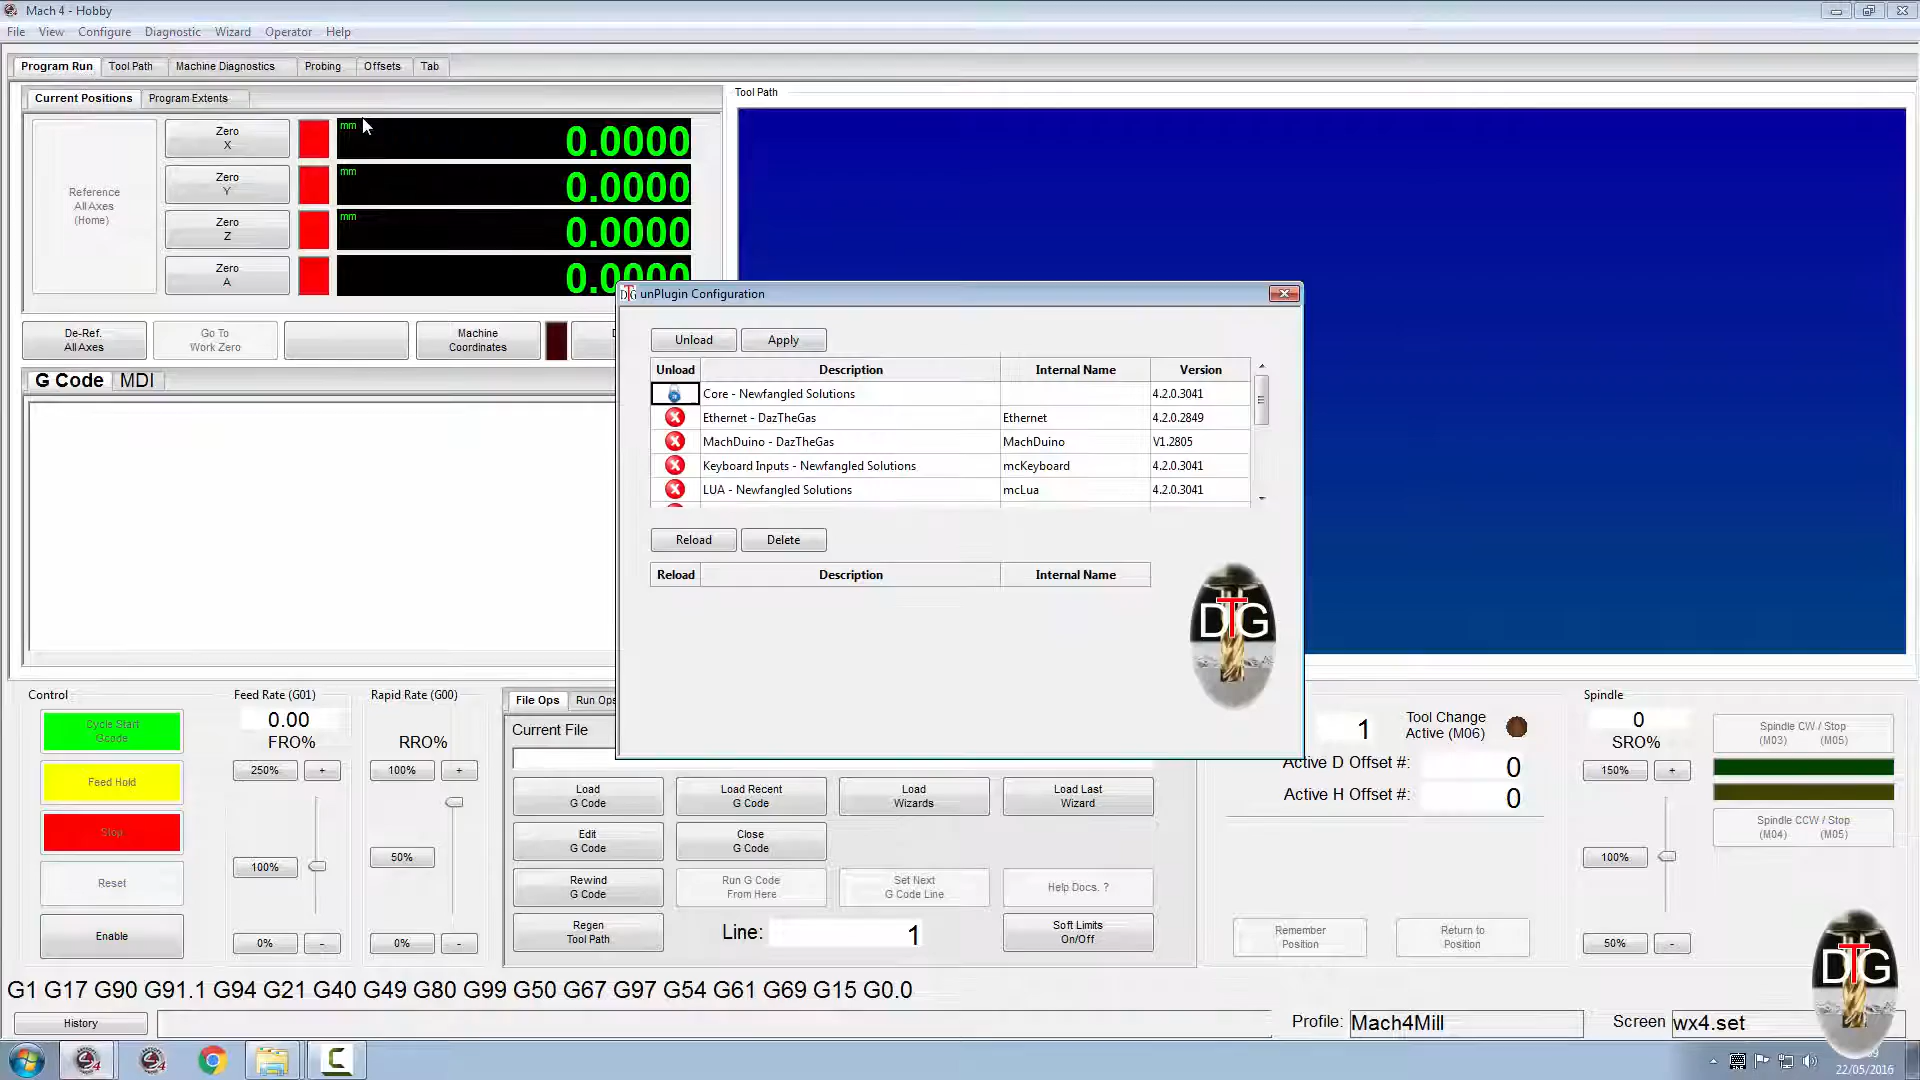 Mach 4 - Hobby
File View Configure Diagnostic Wizard Operator Help
Program Run Tool Path Machine Diagnostics Probing Offsets Tab
Current Positions Program Extents
Tool Path
Reference
All Axes
(Home)
Zero
X
mm
0.0000
Zero
Y
mm
0.0000
Zero
Z
mm
0.0000
Zero
A
0.0000
De-Ref.
All Axes
Go To
Work Zero
Machine
Coordinates
G Code MDI
unPlugin Configuration
Unload Apply
Unload Description Internal Name Version
Core - Newfangled Solutions 4.2.0.3041
Ethernet - DazTheGas Ethernet 4.2.0.2849
MachDuino - DazTheGas MachDuino V1.2805
Keyboard Inputs - Newfangled Solutions mcKeyboard 4.2.0.3041
LUA - Newfangled Solutions mcLua 4.2.0.3041
Reload Delete
Reload Description Internal Name
DTG
Control
Cycle Start
Gcode
Feed Hold
Stop
Reset
Enable
Feed Rate (G01)
0.00
FRO%
250% +
100%
0% -
Rapid Rate (G00)
RRO%
100% +
50%
0% -
File Ops Run Ops
Current File
Load
G Code
Load Recent
G Code
Load
Wizards
Load Last
Wizard
Edit
G Code
Close
G Code
Rewind
G Code
Run G Code
From Here
Set Next
G Code Line
Help Docs. ?
Regen
Tool Path
Line: 1
Soft Limits
On/Off
1
Tool Change
Active (M06)
Active D Offset #: 0
Active H Offset #: 0
Remember
Position
Return to
Position
Spindle
0
SRO%
150% +
100%
50% -
Spindle CW / Stop
(M03) (M05)
Spindle CCW / Stop
(M04) (M05)
DTG
G1 G17 G90 G91.1 G94 G21 G40 G49 G80 G99 G50 G67 G97 G54 G61 G69 G15 G0.0
History
Profile: Mach4Mill
Screen wx4.set
22/05/2016